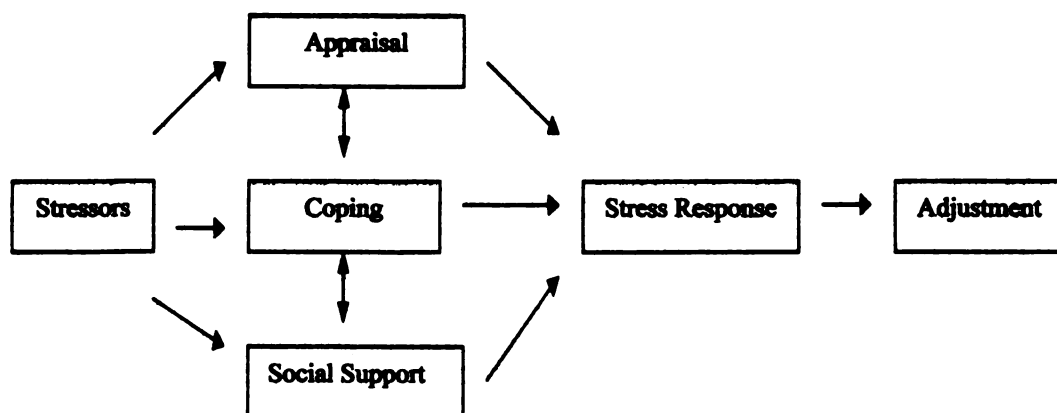 Appraisal
Stressors
Coping
Stress Response
Adjustment
Social Support